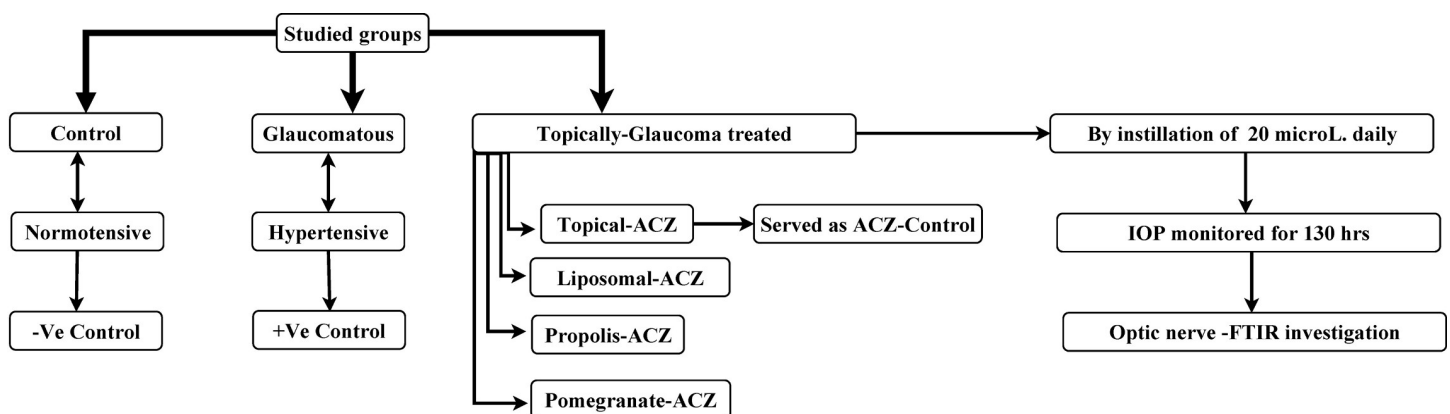 Studied groups
Control
Glaucomatous
Topically-Glaucoma treated
By instillation of 20 microL. daily
Normotensive
Hypertensive
Topical-ACZ
Served as ACZ-Control
IOP monitored for 130 hrs
Liposomal-ACZ
-Ve Control
+Ve Control
Propolis-ACZ
Optic nerve -FTIR investigation
Pomegranate-ACZ